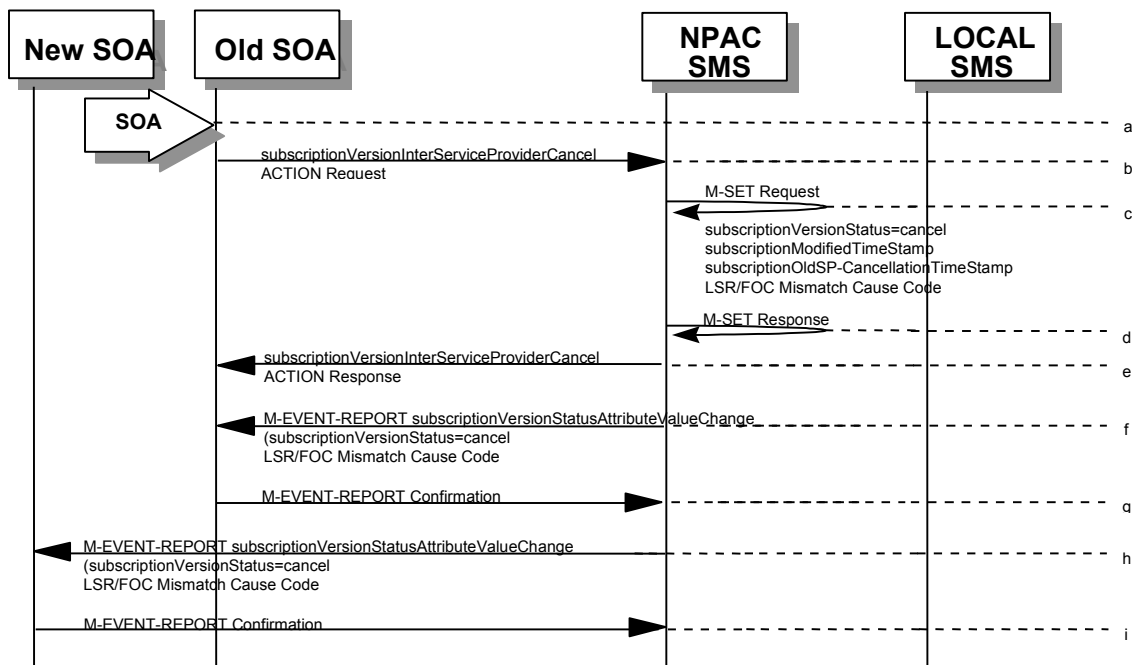 New SOA
Old SOA
NPAC
SMS
LOCAL
SMS
SOA
a
subscriptionVersionInterServiceProviderCancel
ACTION Request
b
M-SET Request
c
subscriptionVersionStatus=cancel
subscriptionModifiedTimeStamp
subscriptionOldSP-CancellationTimeStamp
LSR/FOC Mismatch Cause Code
M-SET Response
d
subscriptionVersionInterServiceProviderCancel
ACTION Response
e
M-EVENT-REPORT subscriptionVersionStatusAttributeValueChange
(subscriptionVersionStatus=cancel
LSR/FOC Mismatch Cause Code
f
M-EVENT-REPORT Confirmation
g
M-EVENT-REPORT subscriptionVersionStatusAttributeValueChange
(subscriptionVersionStatus=cancel
LSR/FOC Mismatch Cause Code
h
M-EVENT-REPORT Confirmation
i